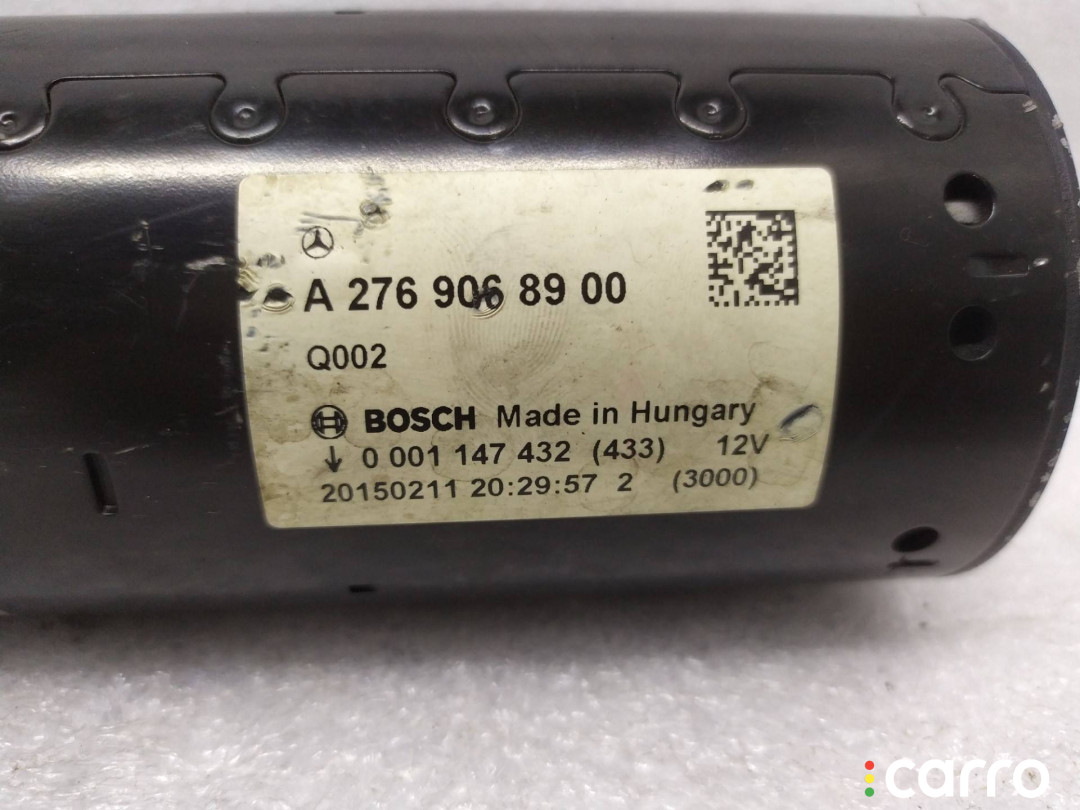 A 276 906 89 00
Q002
BOSCH Made in Hungary
↓ 0 001 147 432 (433) 12V
20150211 20:29:57 2 (3000)
carro